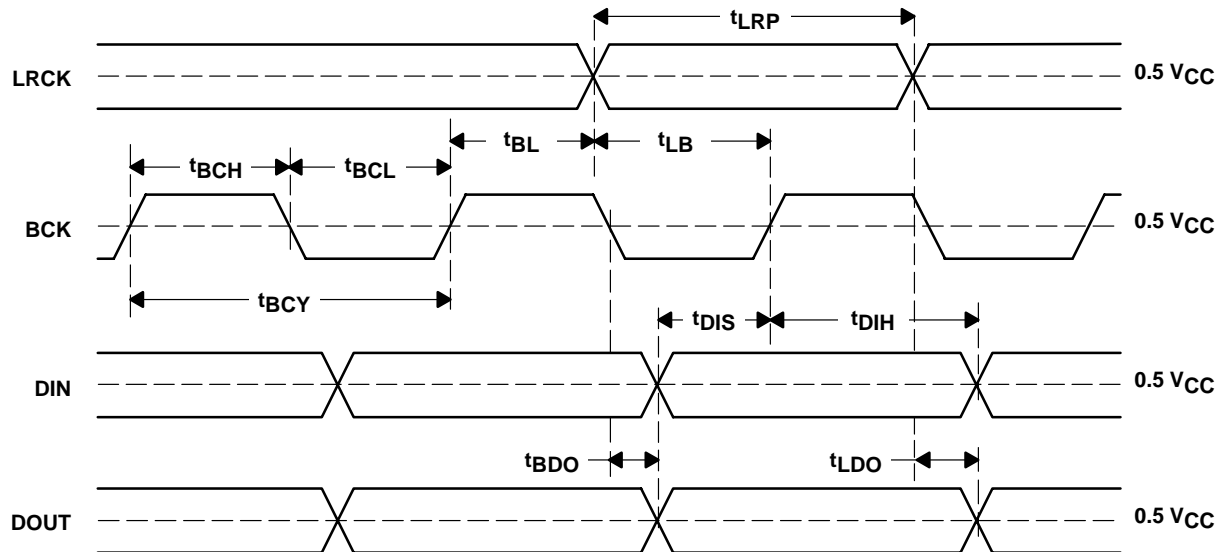 tLRP
LRCK
0.5 VCC
tBL
tLB
tBCH
tBCL
BCK
0.5 VCC
tBCY
tDIS
tDIH
DIN
0.5 VCC
tBDO
tLDO
DOUT
0.5 VCC